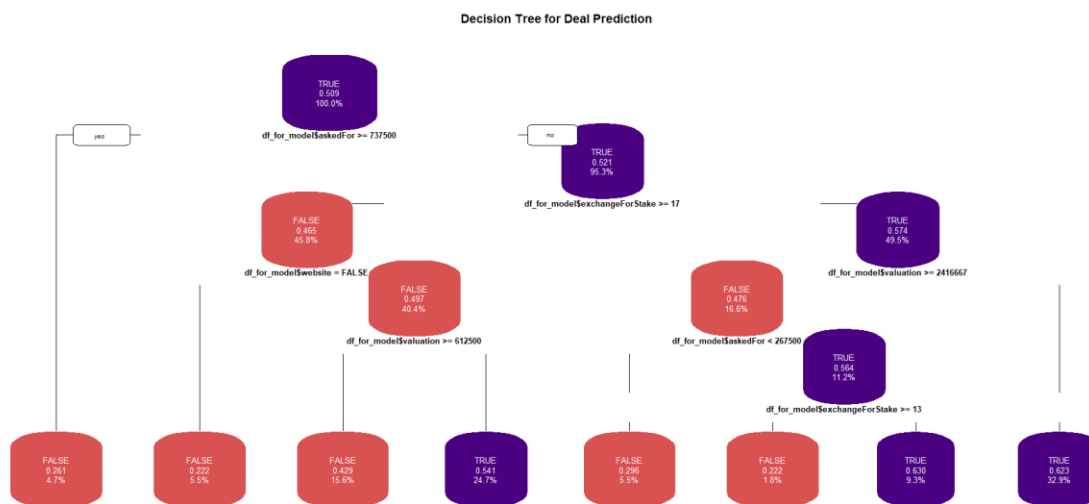 Decision Tree for Deal Prediction
TRUE
0.509
100.0%
yes
df_for_model$askedFor >= 737500
no
TRUE
0.521
95.3%
df_for_model$exchangeForStake >= 17
FALSE
0.465
45.8%
df_for_model$website = FALSE
TRUE
0.574
49.5%
df_for_model$valuation >= 2416667
FALSE
0.497
40.4%
df_for_model$valuation >= 612500
FALSE
0.476
16.6%
df_for_model$askedFor < 267500
TRUE
0.564
11.2%
df_for_model$exchangeForStake >= 13
FALSE
0.261
4.7%
FALSE
0.222
5.5%
FALSE
0.429
15.6%
TRUE
0.541
24.7%
FALSE
0.296
5.5%
FALSE
0.222
1.8%
TRUE
0.630
9.3%
TRUE
0.623
32.9%